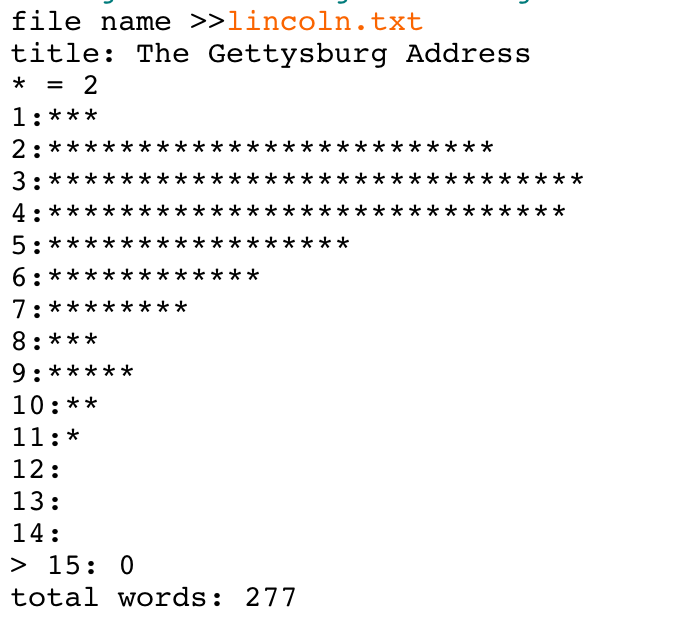 file name >>lincoln.txt
title: The Gettysburg Address
* = 2
1:***
2:*************************
3:******************************
4:*****************************
5:*****************
6:************
7:********
8:***
9:*****
10:**
11:*
12:
13:
14:
> 15: 0
total words: 277